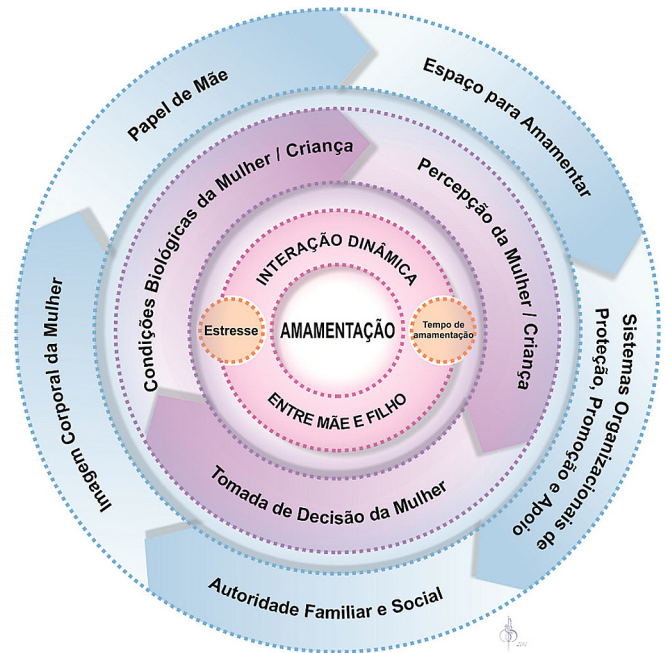 Papel de Mãe
Espaço para Amamentar
Sistemas Organizacionais de
Proteção, Promoção e Apoio
Autoridade Familiar e Social
Imagem Corporal da Mulher
Condições Biológicas da Mulher / Criança
Percepção da Mulher / Criança
Tomada de Decisão da Mulher
INTERAÇÃO DINÂMICA
Estresse
AMAMENTAÇÃO
Tempo de
amamentação
ENTRE MÃE E FILHO